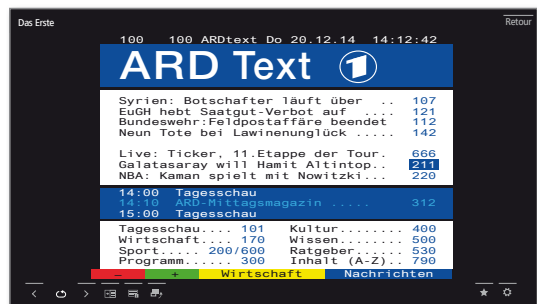 Das Erste
Retour
100 100 ARDtext Do 20.12.14 14:12:42
ARD Text 1
Syrien: Botschafter läuft über .. 107
EuGH hebt Saatgut-Verbot auf .... 121
Bundeswehr:Feldpostaffäre beendet 112
Neun Tote bei Lawinenunglück ..... 142
Live: Ticker, 11.Etappe der Tour. 666
Galatasaray will Hamit Altintop.. 211
NBA: Kaman spielt mit Nowitzki... 220
14:00 Tagesschau
14:10 ARD-Mittagsmagazin ..... 312
15:00 Tagesschau
Tagesschau.... 101 Kultur........ 400
Wirtschaft.... 170 Wissen........ 500
Sport..... 200/600 Ratgeber...... 530
Programm...... 300 Inhalt (A-Z).. 790
– + Wirtschaft Nachrichten